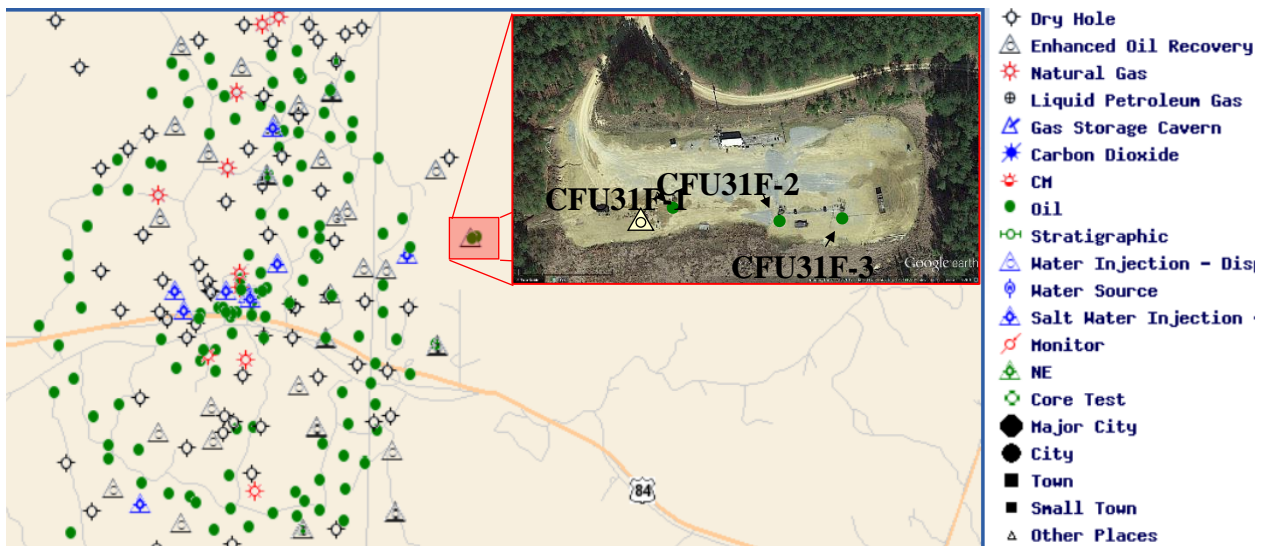 CFU31F-1
CFU31F-2
CFU31F-3
Google earth
84
Dry Hole
Enhanced Oil Recovery
Natural Gas
Liquid Petroleum Gas
Gas Storage Cavern
Carbon Dioxide
CM
Oil
Stratigraphic
Water Injection - Dis
Water Source
Salt Water Injection -
Monitor
NE
Core Test
Major City
City
Town
Small Town
Other Places